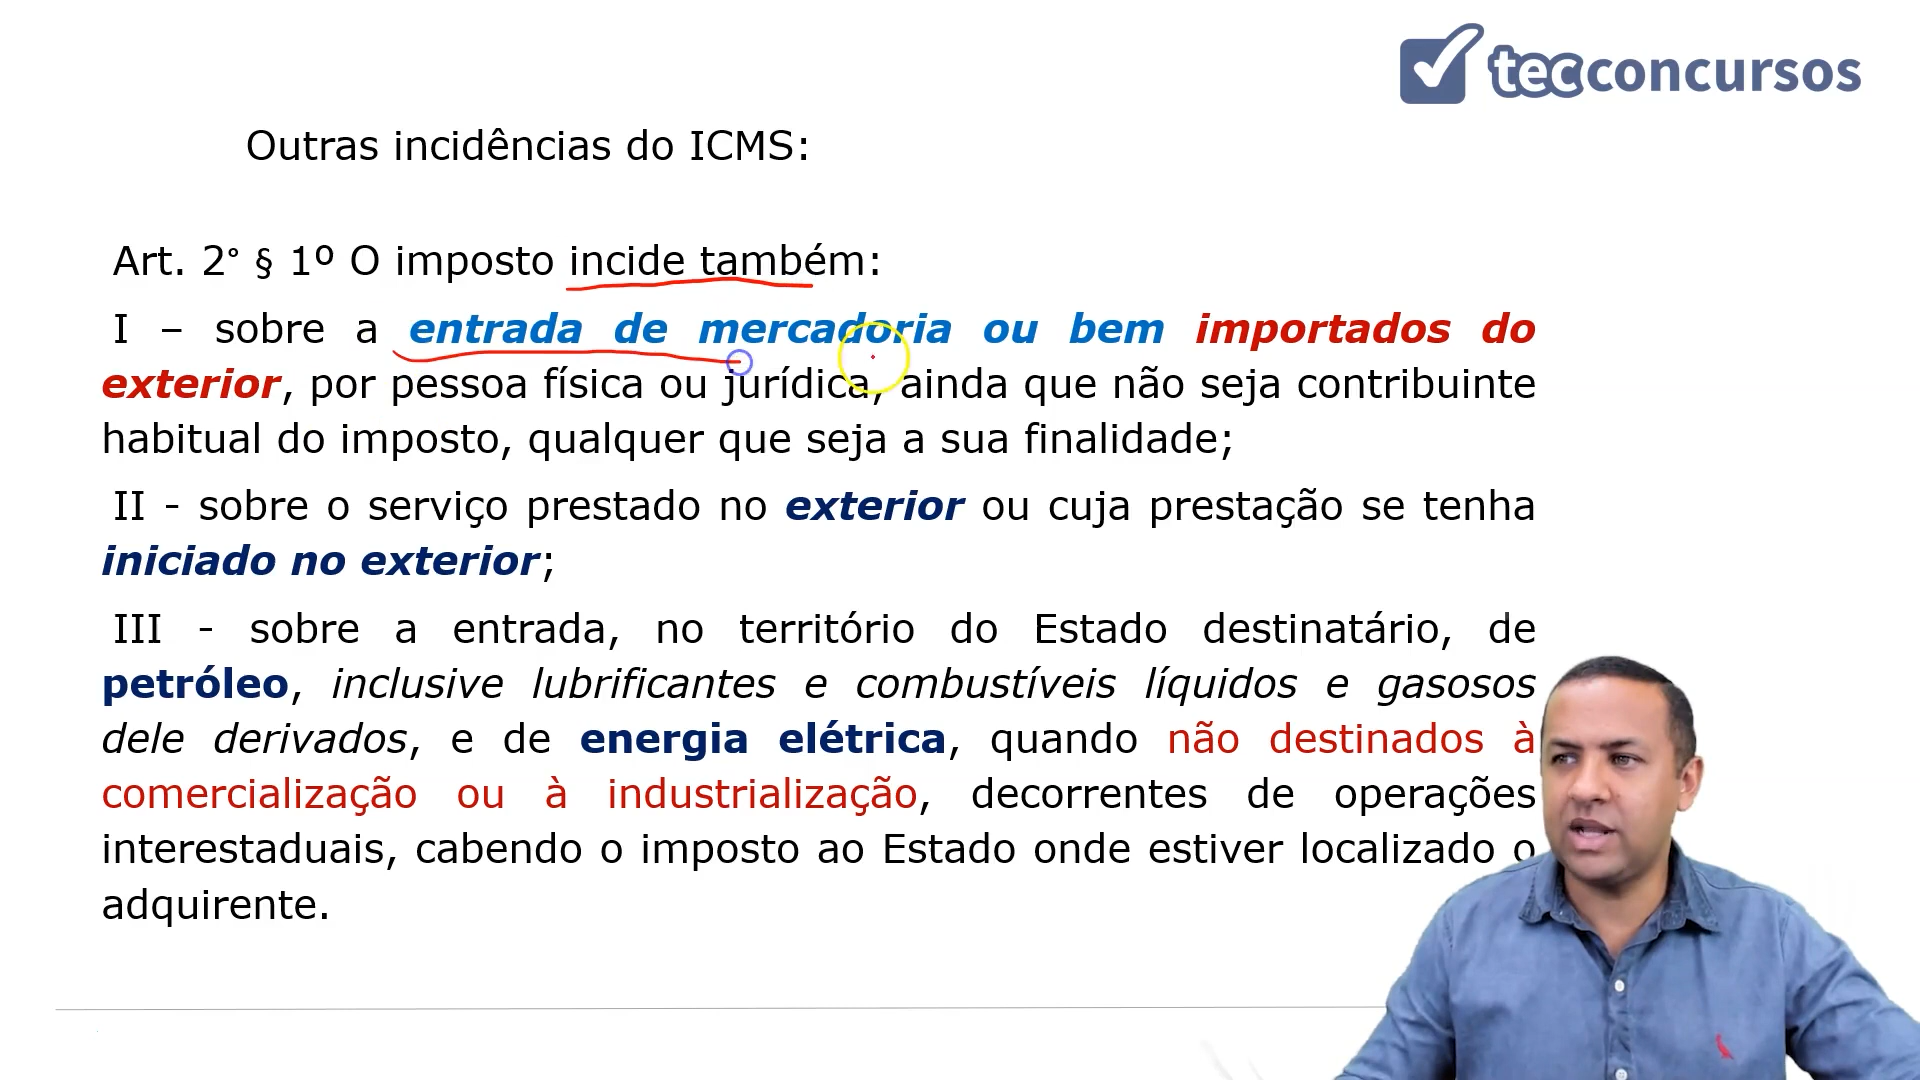 tecconcursos
Outras incidências do ICMS:
Art. 2° § 1º O imposto incide também:
I – sobre a entrada de mercadoria ou bem importados do
exterior, por pessoa física ou jurídica, ainda que não seja contribuinte
habitual do imposto, qualquer que seja a sua finalidade;
II - sobre o serviço prestado no exterior ou cuja prestação se tenha
iniciado no exterior;
III - sobre a entrada, no território do Estado destinatário, de
petróleo, inclusive lubrificantes e combustíveis líquidos e gasosos
dele derivados, e de energia elétrica, quando não destinados à
comercialização ou à industrialização, decorrentes de operações
interestaduais, cabendo o imposto ao Estado onde estiver localizado o
adquirente.